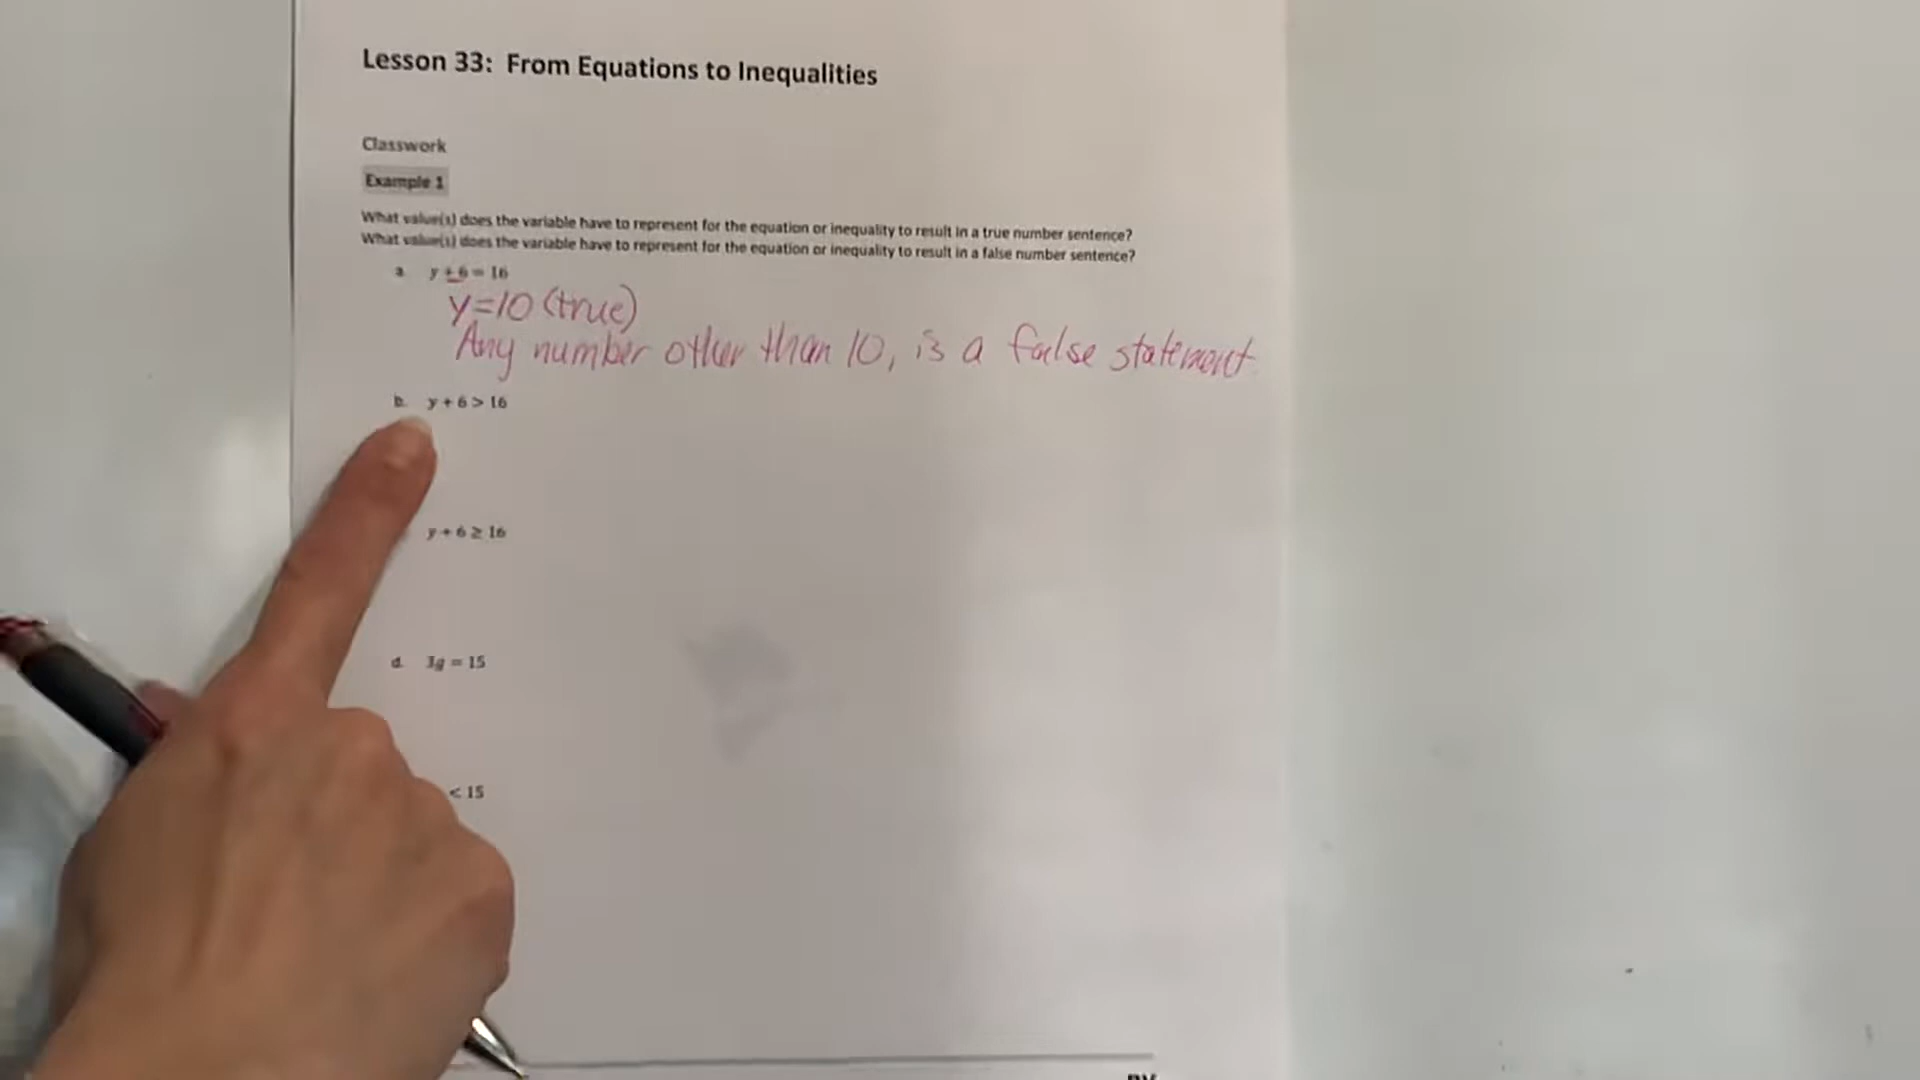 Lesson 33: From Equations to Inequalities
Classwork
Example 1
What value(s) does the variable have to represent for the equation or inequality to result in a true number sentence?
What value(s) does the variable have to represent for the equation or inequality to result in a false number sentence?
a. y + 6 = 16
y=10 (true)
Any number other than 10, is a false statement.
b. y + 6 > 16
y + 6 ≥ 16
d. 3g = 15
< 15